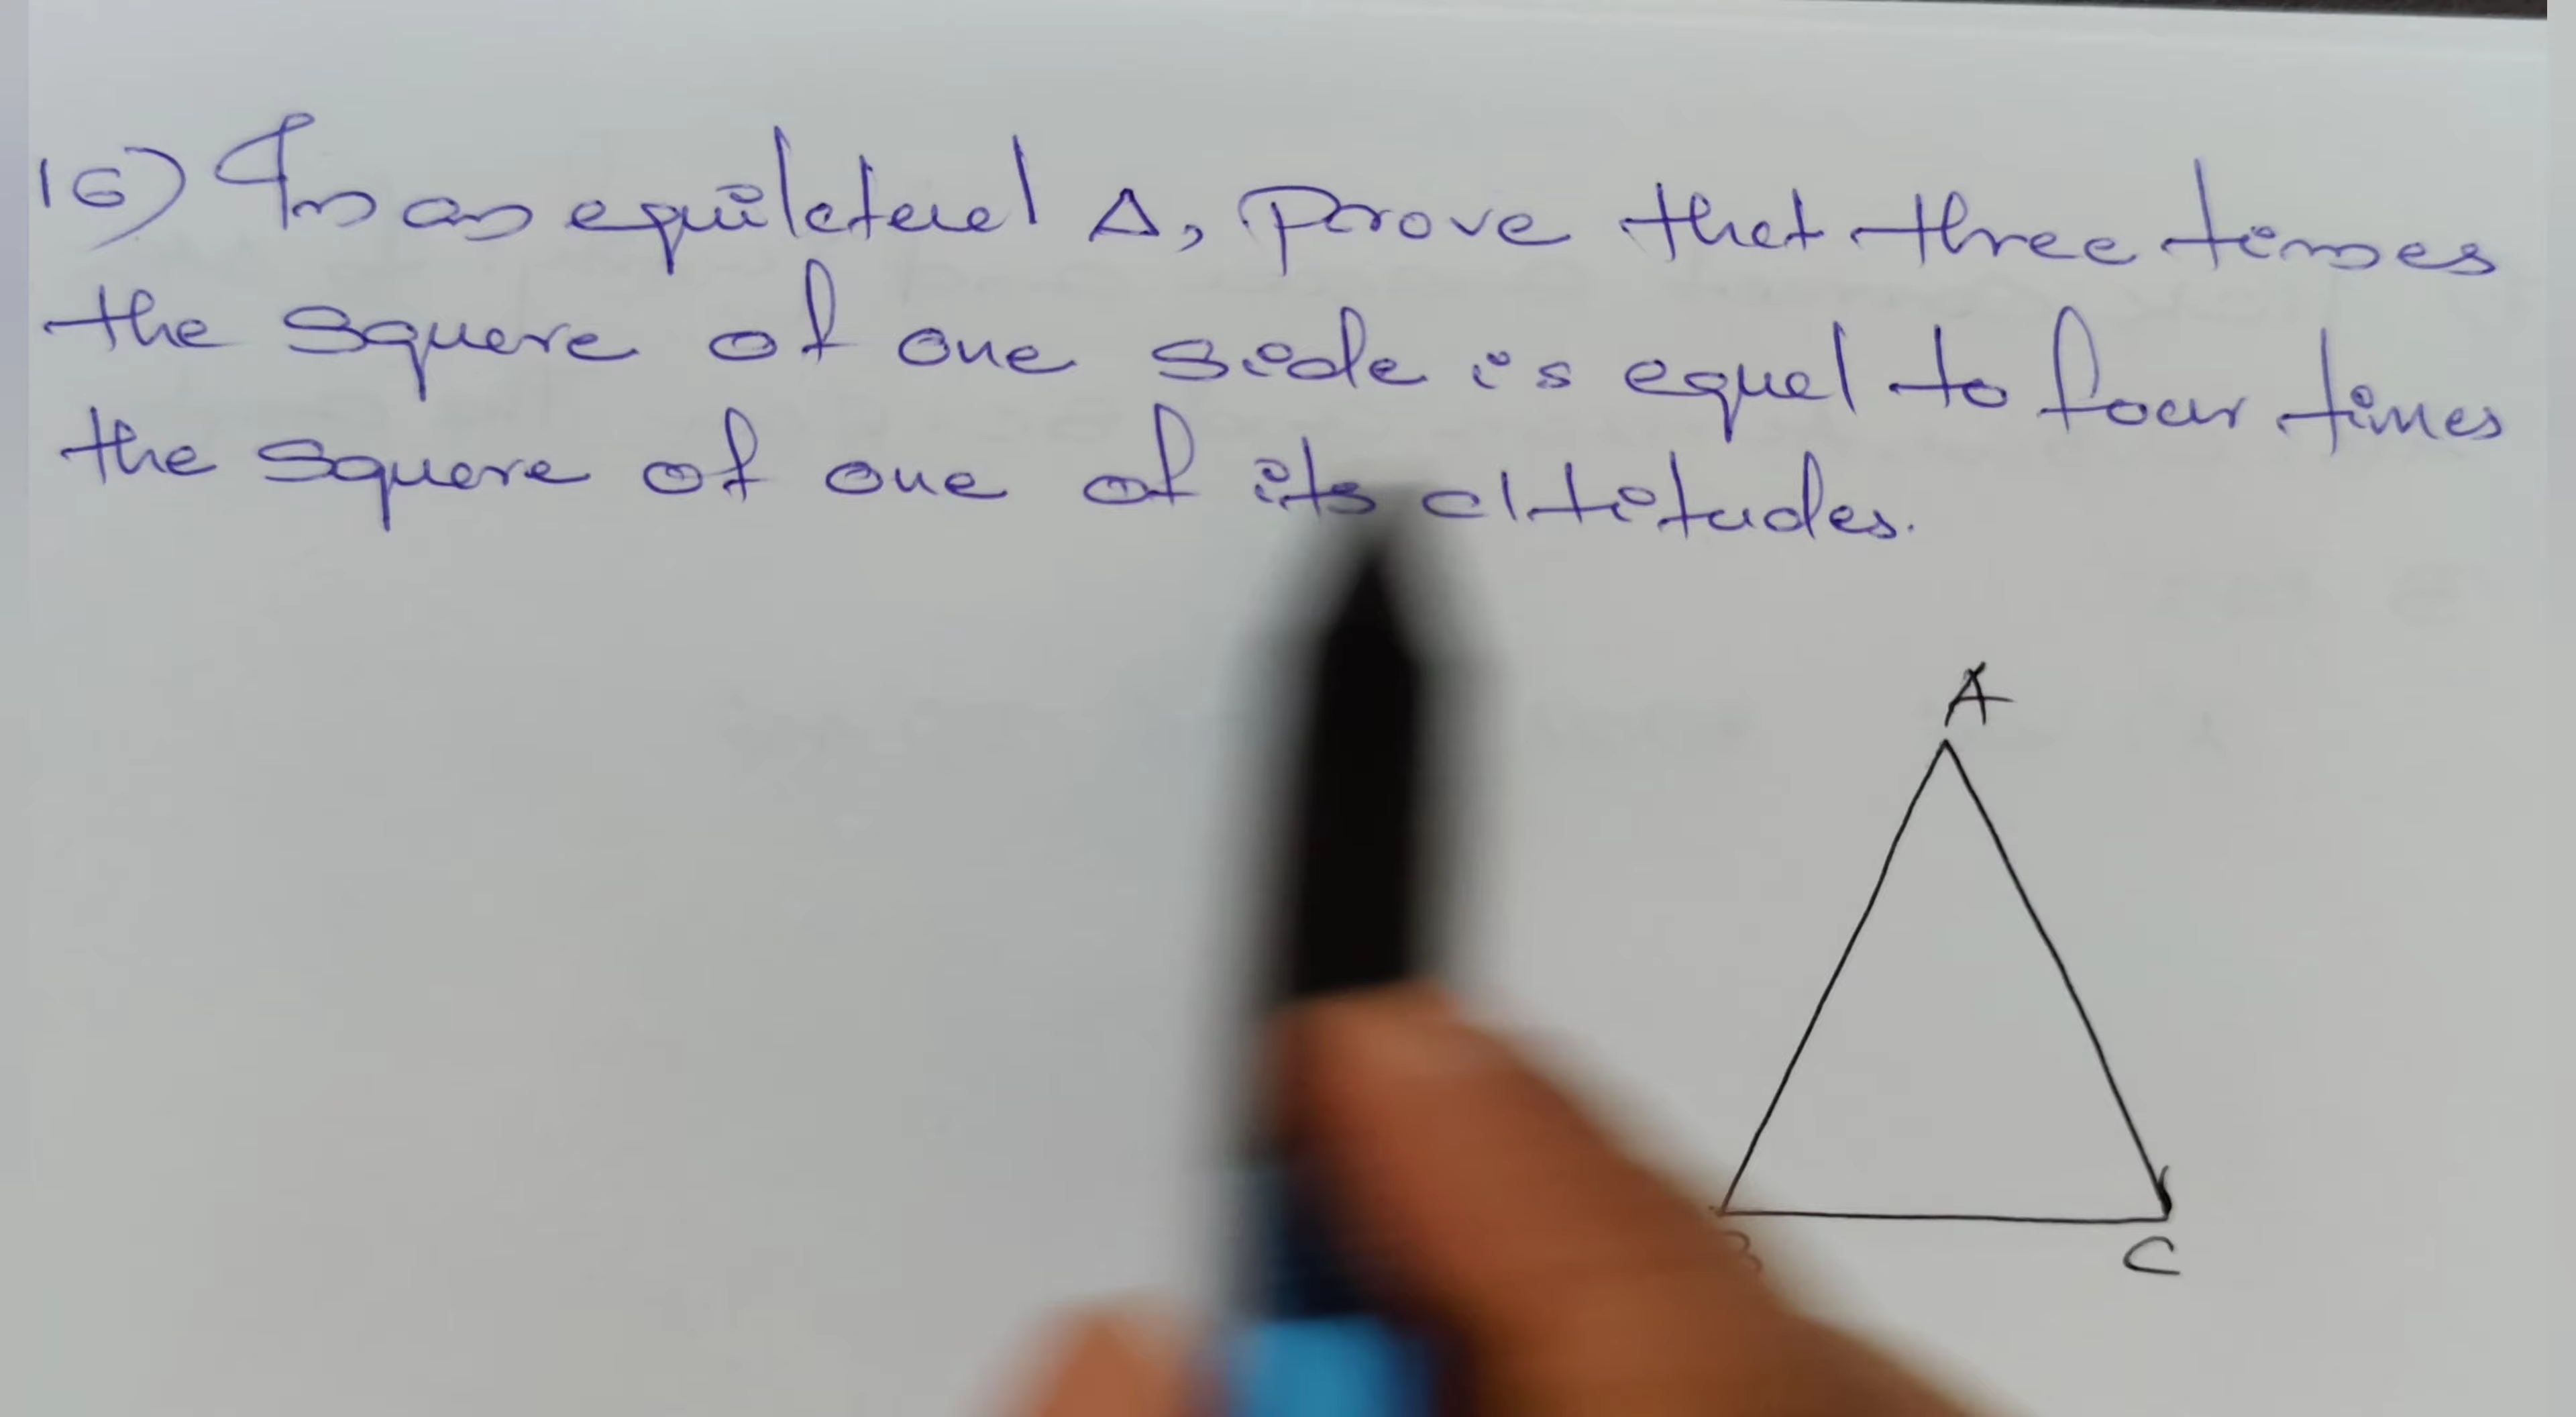 16) In an equilateral Δ, prove that three times
the square of one side is equal to four times
the square of one of its altitudes.
A
B
C